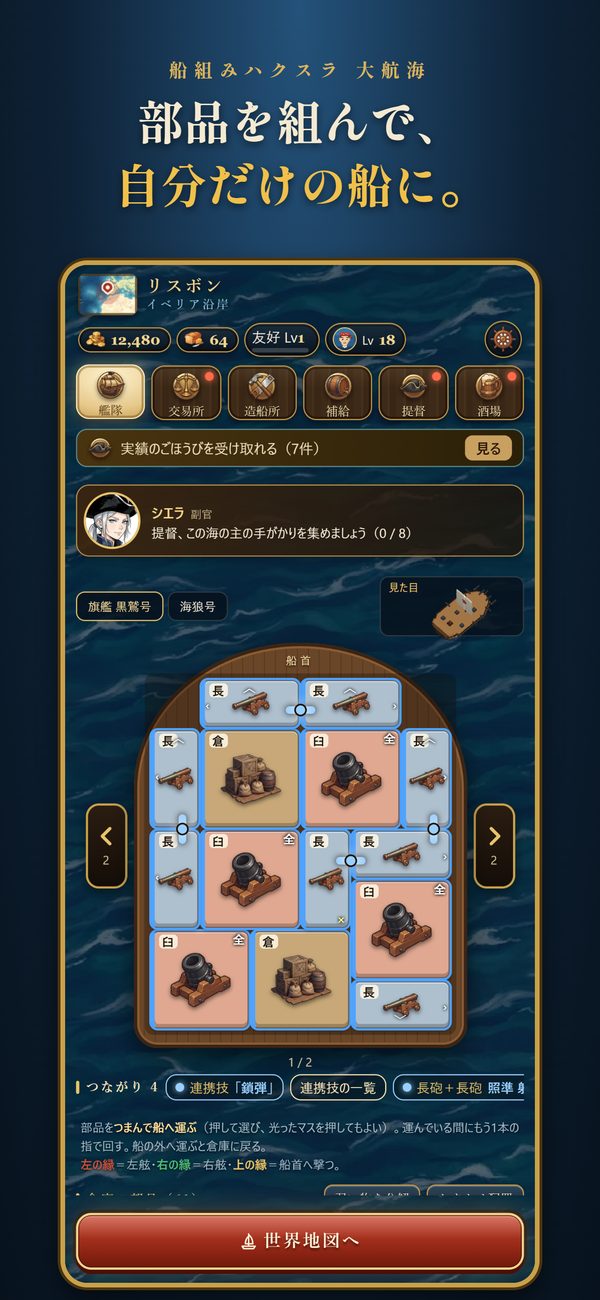 船組みハクスラ 大航海
部品を組んで、
自分だけの船に。
リスボン
イベリア沿岸
12,480
64
友好 Lv1
Lv 18
艦隊
交易所
造船所
補給
提督
酒場
実績のごほうびを受け取れる（7件）
見る
シエラ 副官
提督、この海の主の手がかりを集めましょう（0 / 8）
旗艦 黒鷲号
海狼号
見た目
船首
長
長
長
倉
臼
全
長
長
臼
全
長
長
臼
全
臼
全
倉
長
2
2
1 / 2
つながり 4
連携技「鎖弾」
連携技の一覧
長砲＋長砲 照準
部品をつまんで船へ運ぶ（押して選び、光ったマスを押してもよい）。運んでいる間にもう1本の
指で回す。船の外へ運ぶと倉庫に戻る。
左の縁＝左舷・右の縁＝右舷・上の縁＝船首へ撃つ。
世界地図へ